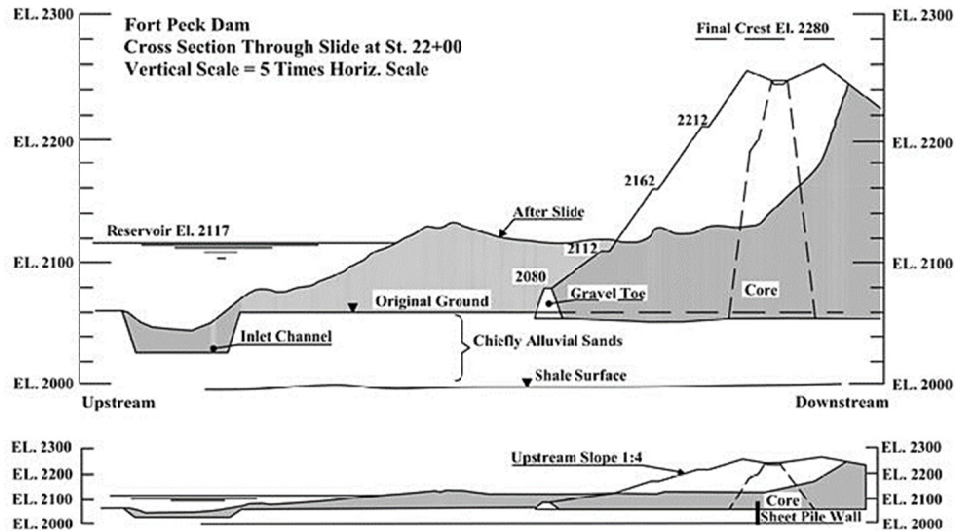 EL. 2300
Fort Peck Dam
Cross Section Through Slide at St. 22+00
Vertical Scale = 5 Times Horiz. Scale
Final Crest El. 2280
EL. 2300
EL. 2200
2212
EL. 2200
2162
After Slide
Reservoir El. 2117
2112
EL. 2100
2080
EL. 2100
Original Ground
Gravel Toe
Core
Inlet Channel
Chiefly Alluvial Sands
EL. 2000
Shale Surface
EL. 2000
Upstream
Downstream
EL. 2300
Upstream Slope 1:4
EL. 2300
EL. 2200
EL. 2200
EL. 2100
Core
EL. 2100
EL. 2000
Sheet Pile Wall
EL. 2000